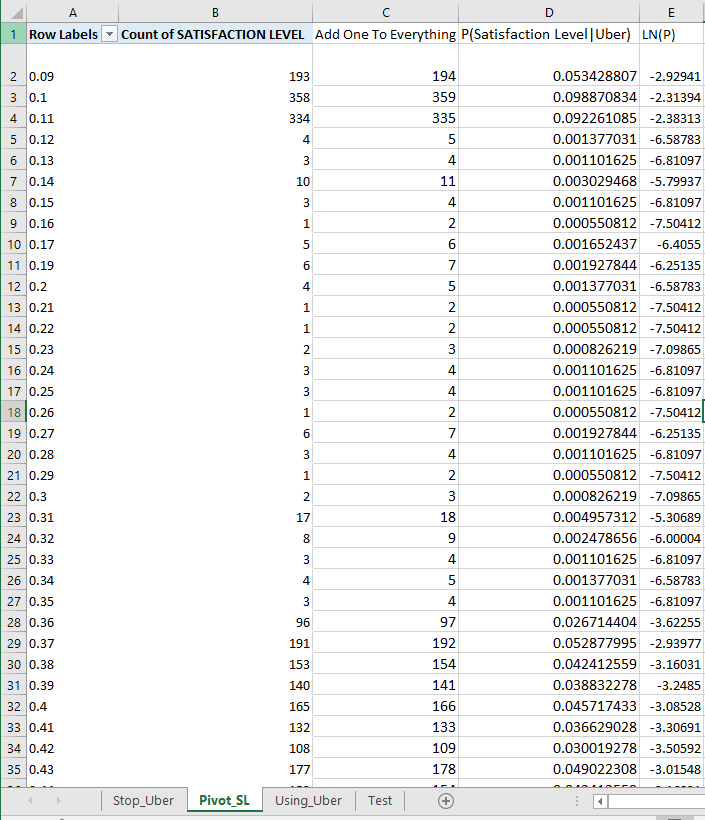 A B C D E
1 Row Labels Count of SATISFACTION LEVEL Add One To Everything P(Satisfaction Level|Uber) LN(P)
2 0.09 193 194 0.053428807 -2.92941
3 0.1 358 359 0.098870834 -2.31394
4 0.11 334 335 0.092261085 -2.38313
5 0.12 4 5 0.001377031 -6.58783
6 0.13 3 4 0.001101625 -6.81097
7 0.14 10 11 0.003029468 -5.79937
8 0.15 3 4 0.001101625 -6.81097
9 0.16 1 2 0.000550812 -7.50412
10 0.17 5 6 0.001652437 -6.4055
11 0.19 6 7 0.001927844 -6.25135
12 0.2 4 5 0.001377031 -6.58783
13 0.21 1 2 0.000550812 -7.50412
14 0.22 1 2 0.000550812 -7.50412
15 0.23 2 3 0.000826219 -7.09865
16 0.24 3 4 0.001101625 -6.81097
17 0.25 3 4 0.001101625 -6.81097
18 0.26 1 2 0.000550812 -7.50412
19 0.27 6 7 0.001927844 -6.25135
20 0.28 3 4 0.001101625 -6.81097
21 0.29 1 2 0.000550812 -7.50412
22 0.3 2 3 0.000826219 -7.09865
23 0.31 17 18 0.004957312 -5.30689
24 0.32 8 9 0.002478656 -6.00004
25 0.33 3 4 0.001101625 -6.81097
26 0.34 4 5 0.001377031 -6.58783
27 0.35 3 4 0.001101625 -6.81097
28 0.36 96 97 0.026714404 -3.62255
29 0.37 191 192 0.052877995 -2.93977
30 0.38 153 154 0.042412559 -3.16031
31 0.39 140 141 0.038832278 -3.2485
32 0.4 165 166 0.045717433 -3.08528
33 0.41 132 133 0.036629028 -3.30691
34 0.42 108 109 0.030019278 -3.50592
35 0.43 177 178 0.049022308 -3.01548
Stop_Uber Pivot_SL Using_Uber Test